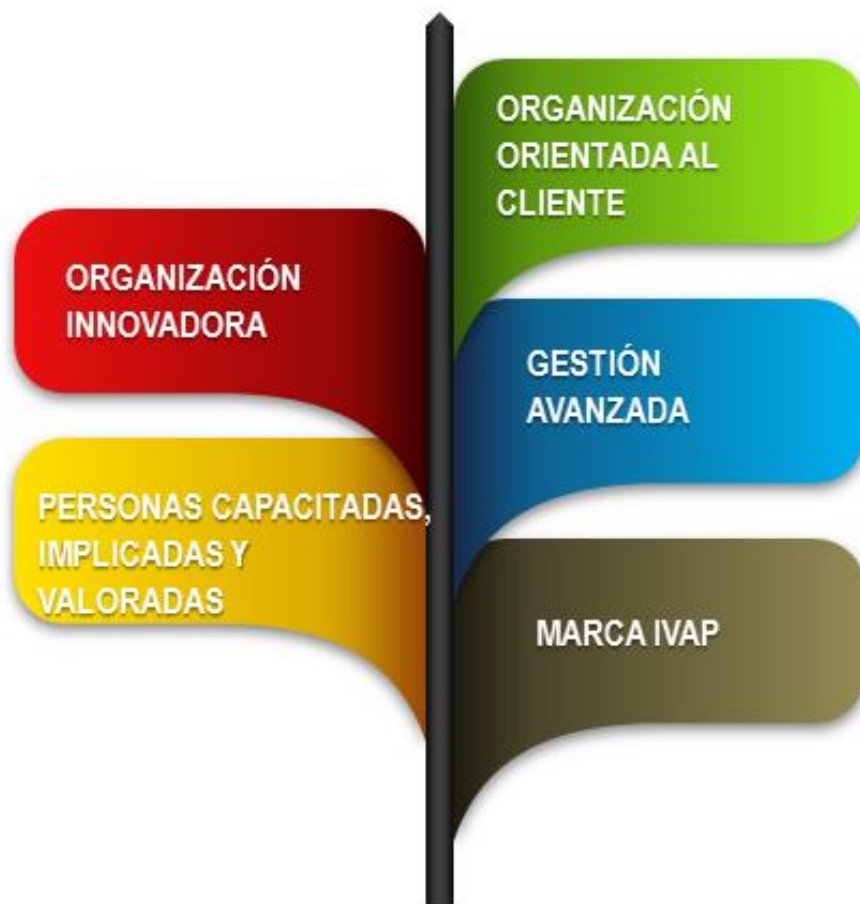 ORGANIZACIÓN
ORIENTADA AL
CLIENTE
ORGANIZACIÓN
INNOVADORA
GESTIÓN
AVANZADA
PERSONAS CAPACITADAS,
IMPLICADAS Y
VALORADAS
MARCA IVAP